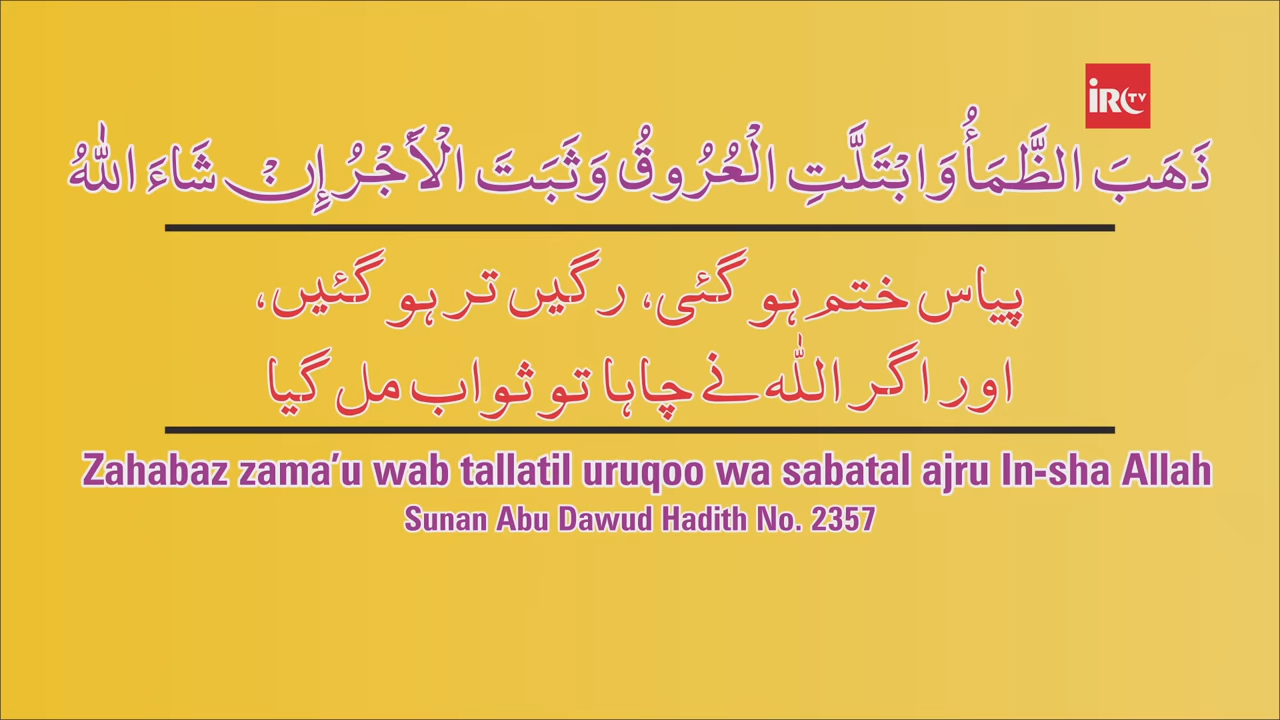 iRC TV
ذَهَبَ الظَّمَأُ وَابْتَلَّتِ الْعُرُوقُ وَثَبَتَ الْأَجْرُ إِنْ شَاءَ اللّٰهُ
پیاس ختم ہو گئی، رگیں تر ہو گئیں،
اور اگر اللّٰہ نے چاہا تو ثواب مل گیا
Zahabaz zama’u wab tallatil uruqoo wa sabatal ajru In-sha Allah
Sunan Abu Dawud Hadith No. 2357